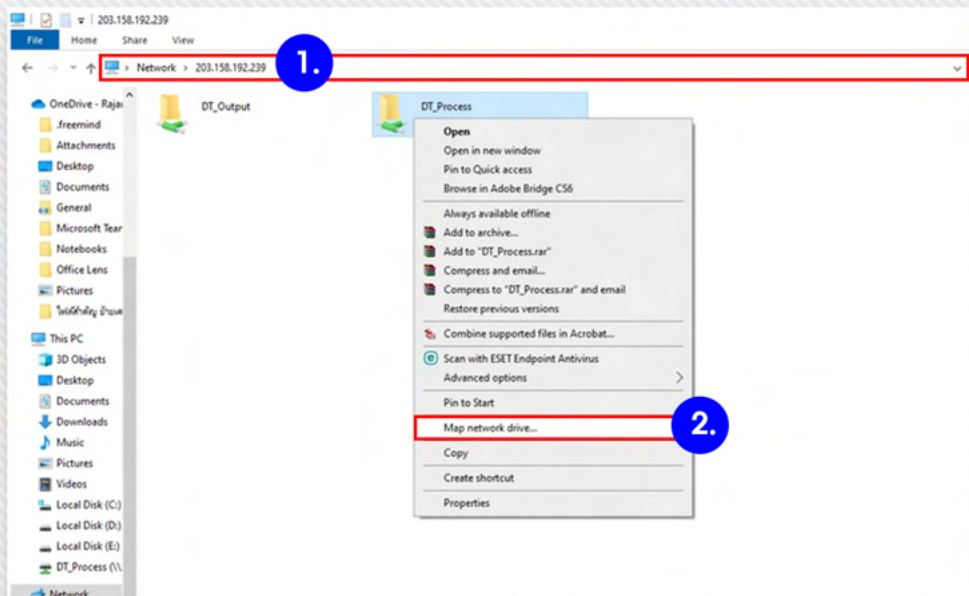 203.158.192.239
File Home Share View
Network > 203.158.192.239
1.
OneDrive - Rajar
.freemind
Attachments
Desktop
Documents
General
Microsoft Tear
Notebooks
Office Lens
Pictures
This PC
3D Objects
Desktop
Documents
Downloads
Music
Pictures
Videos
Local Disk (C:)
Local Disk (D:)
Local Disk (E:)
DT_Process (\\
Network
DT_Output
DT_Process
Open
Open in new window
Pin to Quick access
Browse in Adobe Bridge CS6
Always available offline
Add to archive...
Add to "DT_Process.rar"
Compress and email...
Compress to "DT_Process.rar" and email
Restore previous versions
Combine supported files in Acrobat...
Scan with ESET Endpoint Antivirus
Advanced options
Pin to Start
Map network drive...
2.
Copy
Create shortcut
Properties